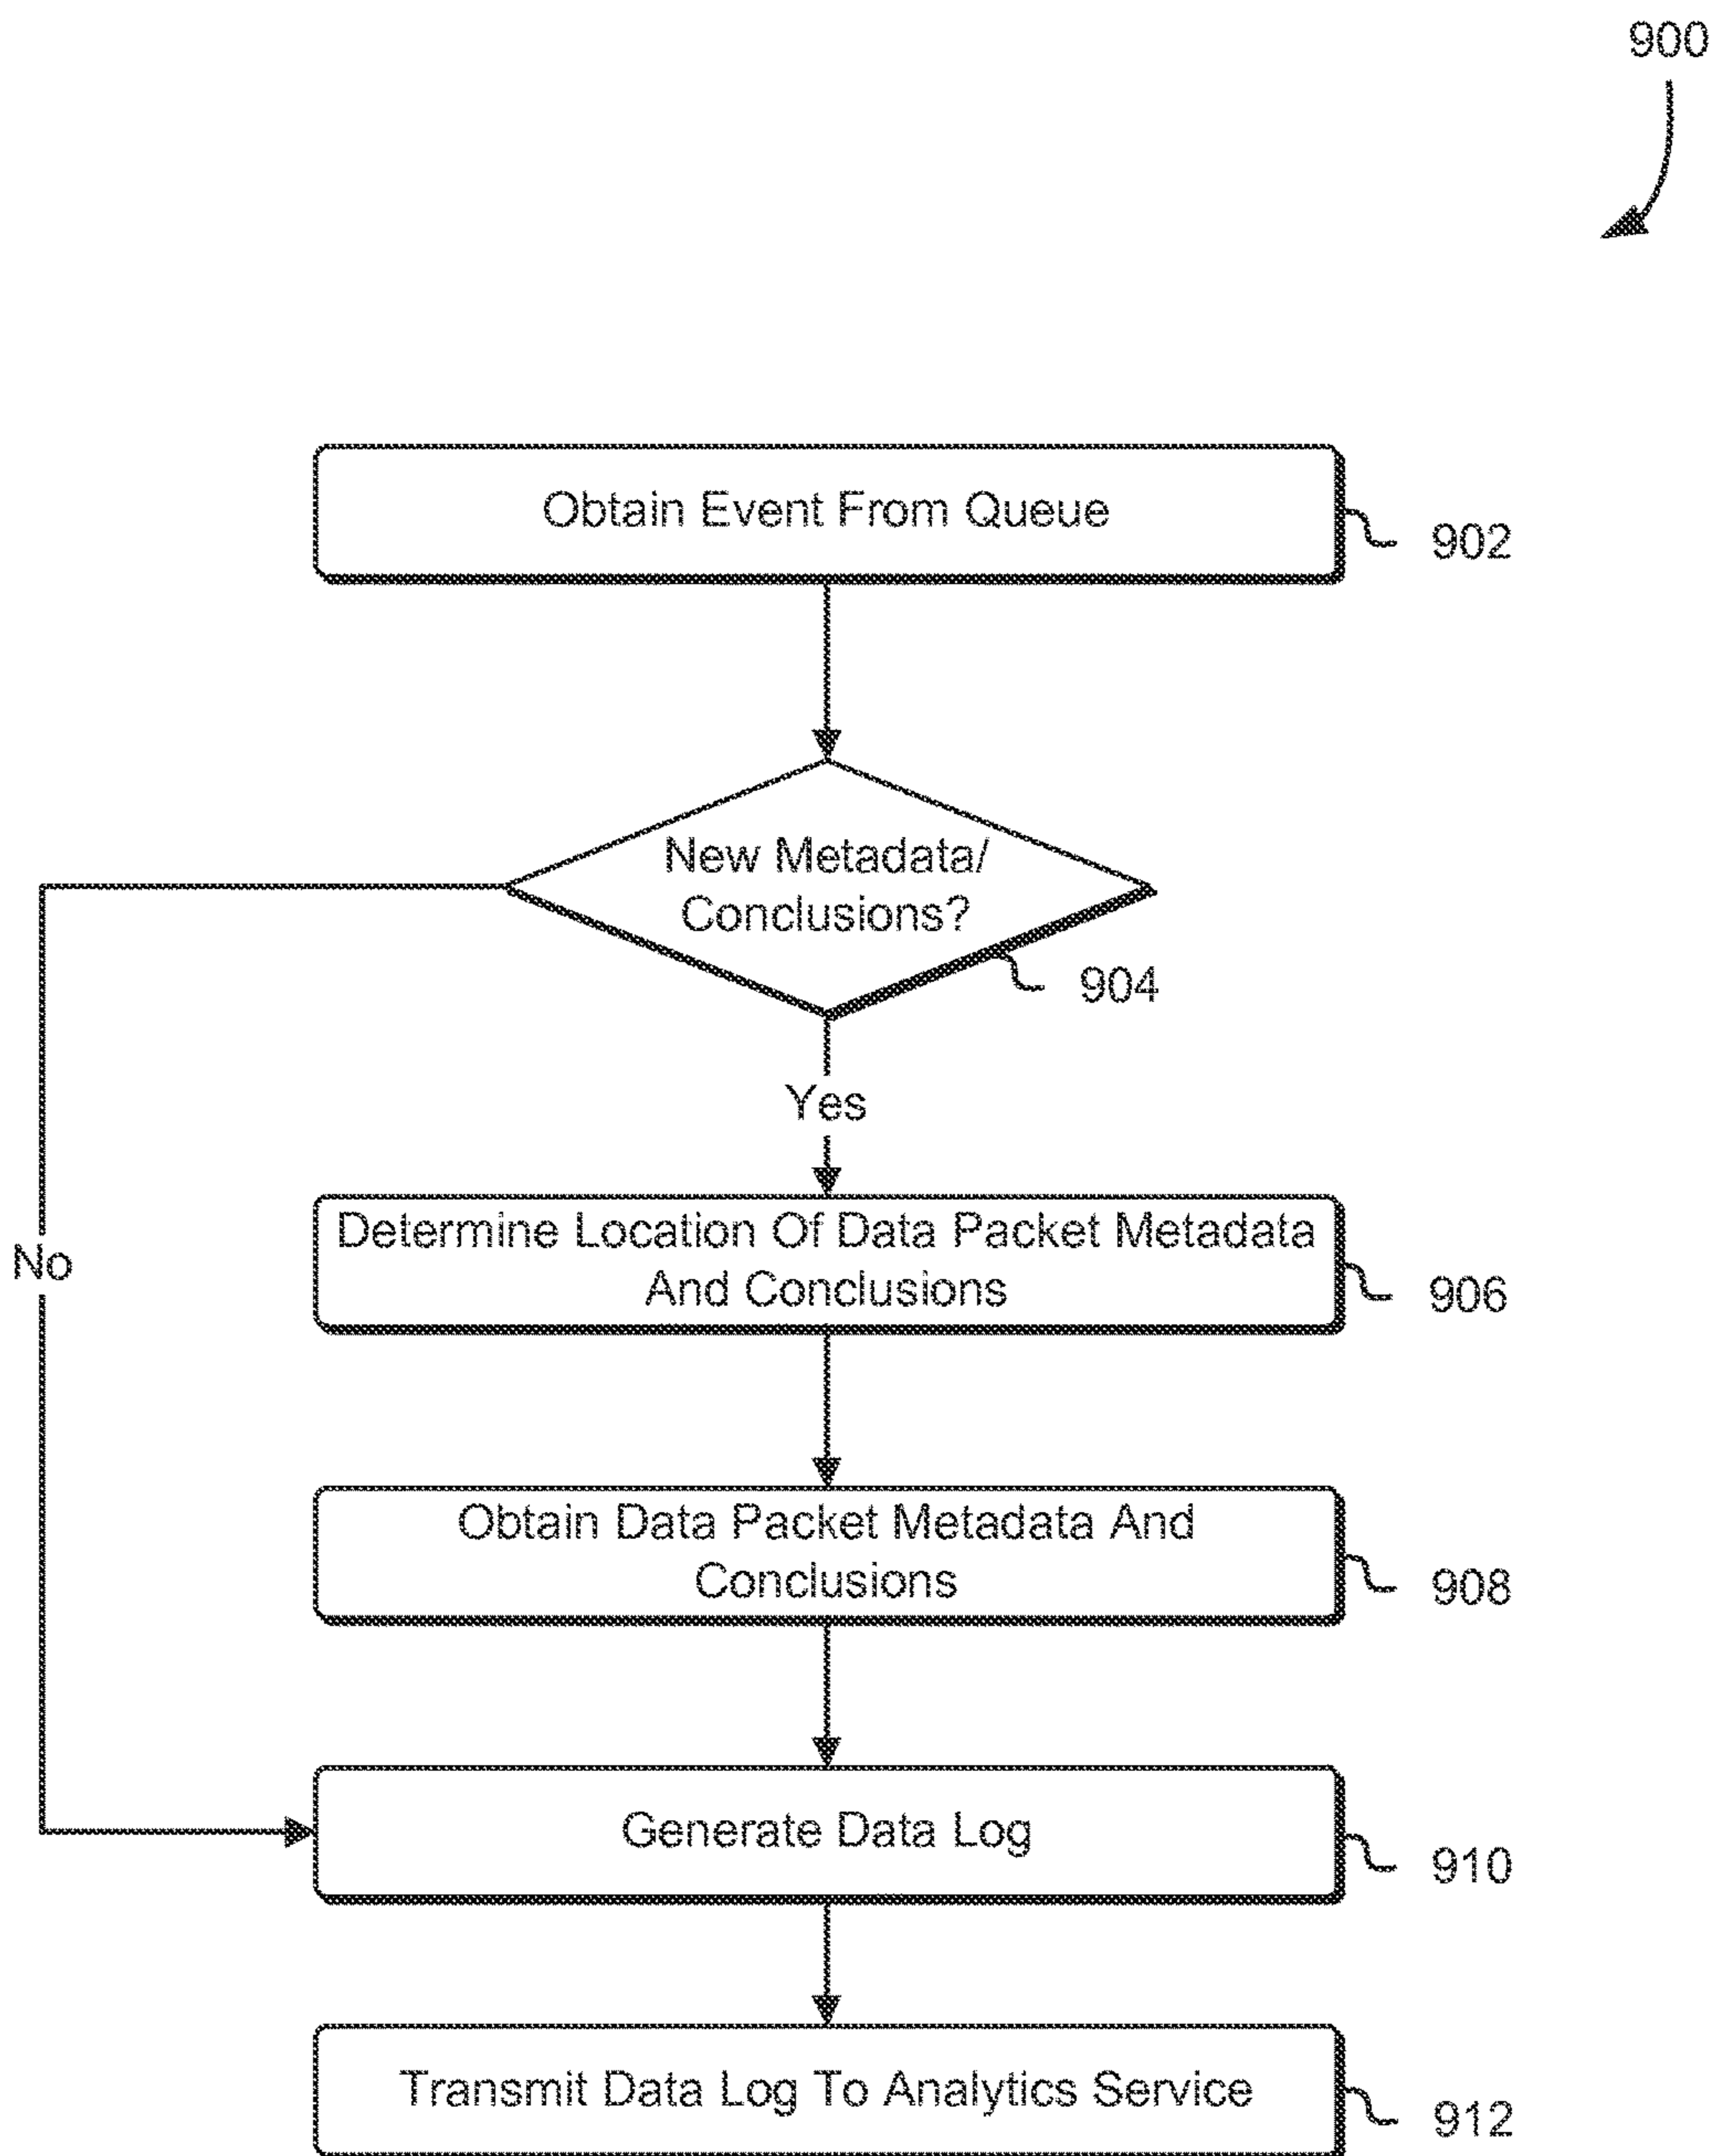 900
Obtain Event From Queue
902
New Metadata/
Conclusions?
904
Yes
Determine Location Of Data Packet Metadata
And Conclusions
906
No
Obtain Data Packet Metadata And
Conclusions
908
Generate Data Log
910
Transmit Data Log To Analytics Service
912